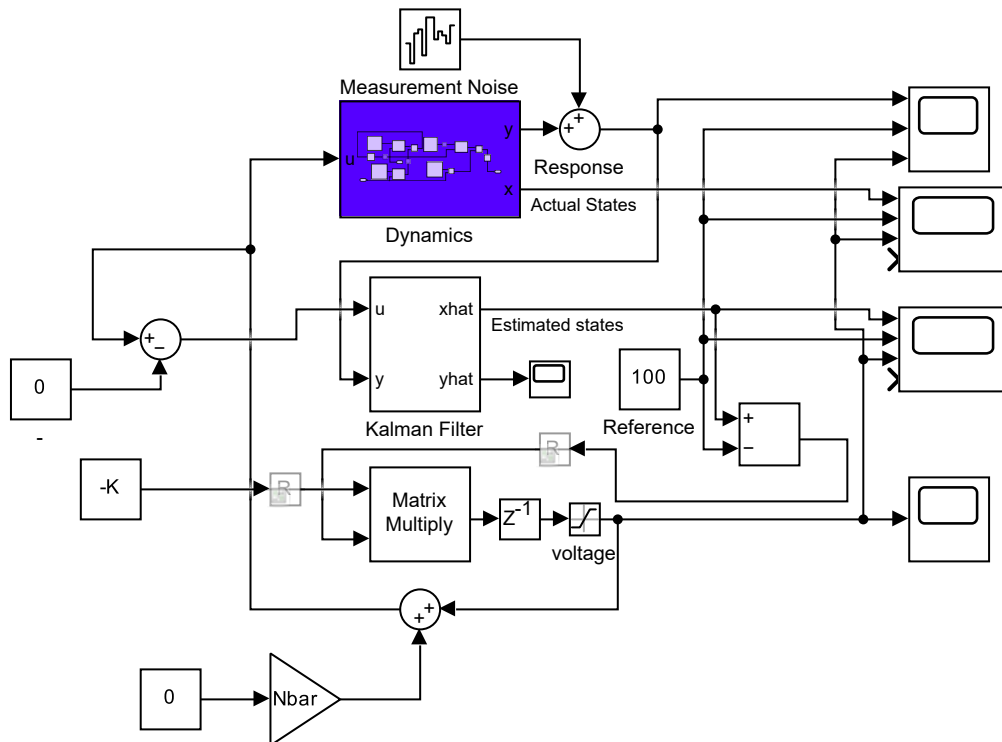 Measurement Noise
+
+
u
y
x
Response
Actual States
Dynamics
+
−
0
-
u
y
xhat
yhat
Estimated states
Kalman Filter
100
Reference
+
−
-K
R
R
Matrix
Multiply
Z-1
voltage
+
+
0
Nbar